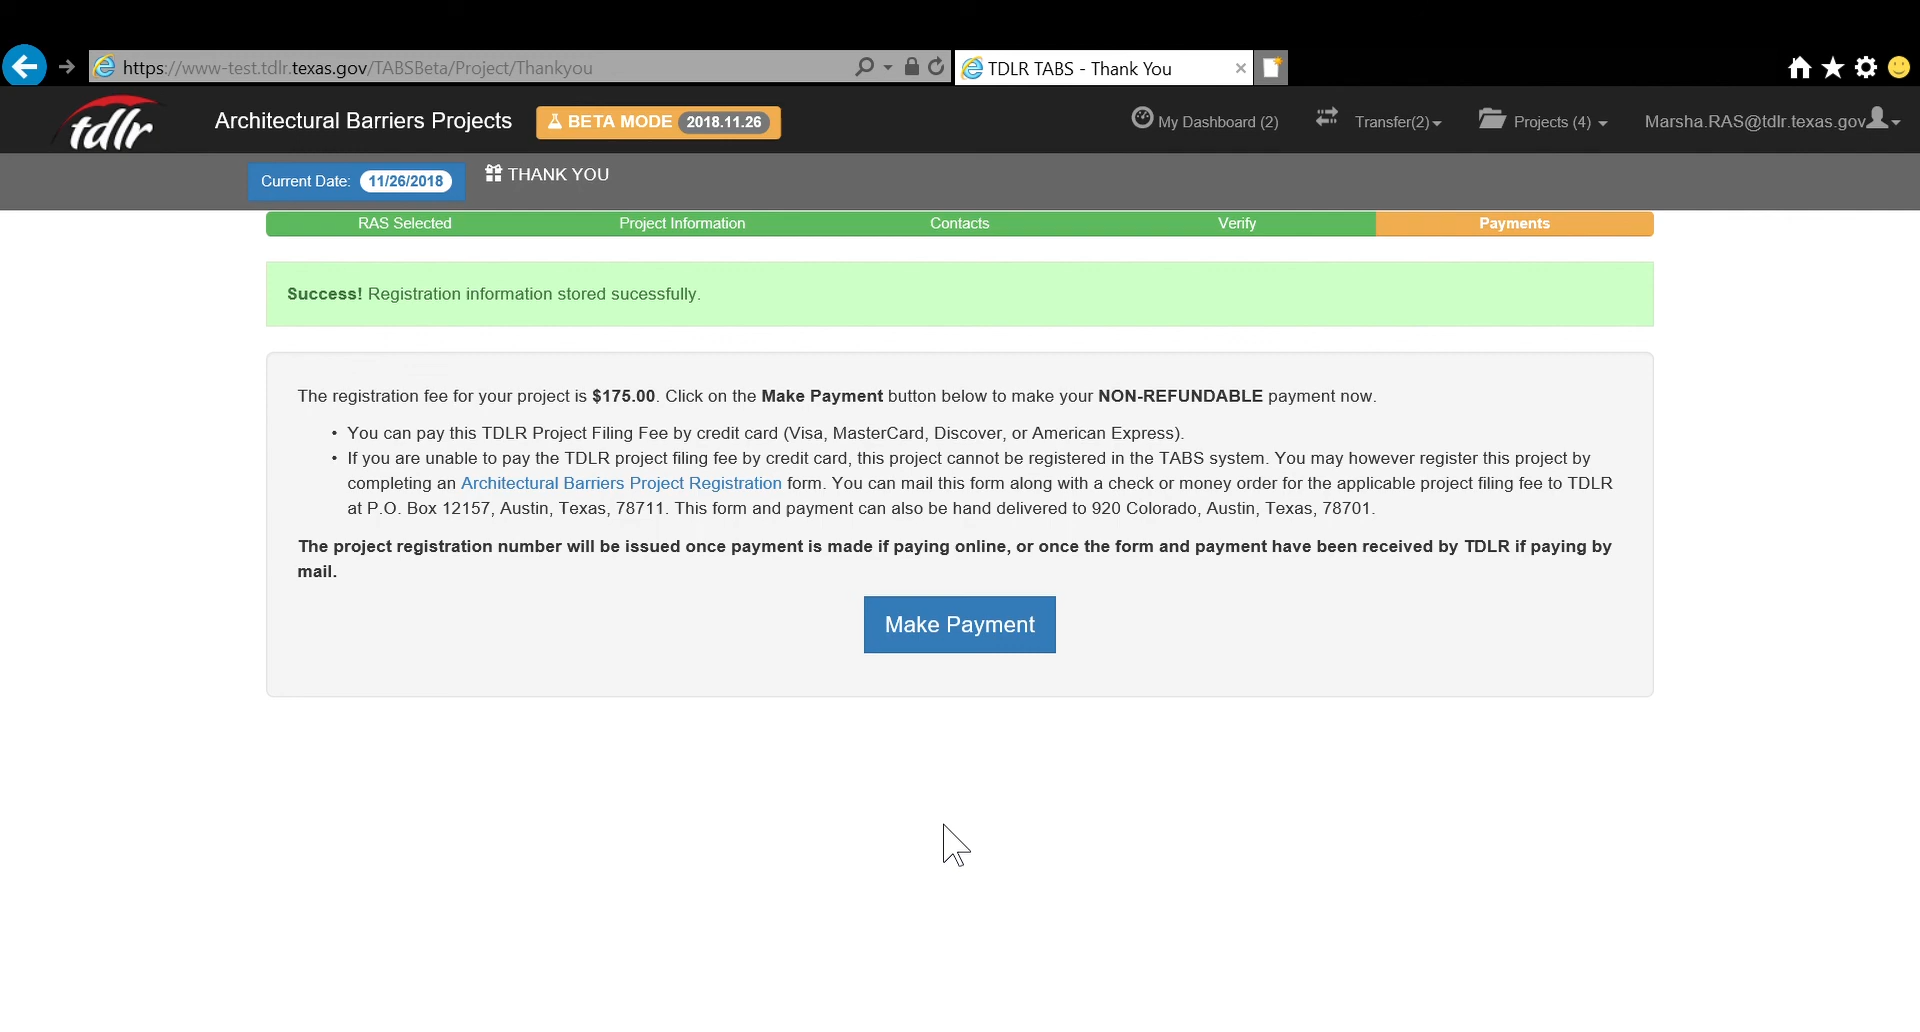 https://www-test.tdlr.texas.gov/TABSBeta/Project/Thankyou
TDLR TABS - Thank You
tdlr
Architectural Barriers Projects
BETA MODE 2018.11.26
My Dashboard (2)
Transfer(2)
Projects (4)
Marsha.RAS@tdlr.texas.gov
Current Date: 11/26/2018
THANK YOU
RAS Selected
Project Information
Contacts
Verify
Payments
Success! Registration information stored sucessfully.
The registration fee for your project is $175.00. Click on the Make Payment button below to make your NON-REFUNDABLE payment now.
• You can pay this TDLR Project Filing Fee by credit card (Visa, MasterCard, Discover, or American Express).
• If you are unable to pay the TDLR project filing fee by credit card, this project cannot be registered in the TABS system. You may however register this project by
completing an Architectural Barriers Project Registration form. You can mail this form along with a check or money order for the applicable project filing fee to TDLR
at P.O. Box 12157, Austin, Texas, 78711. This form and payment can also be hand delivered to 920 Colorado, Austin, Texas, 78701.
The project registration number will be issued once payment is made if paying online, or once the form and payment have been received by TDLR if paying by
mail.
Make Payment